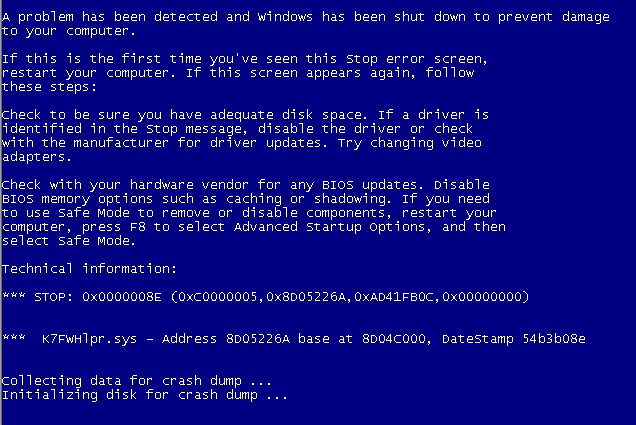 A problem has been detected and Windows has been shut down to prevent damage
to your computer.
If this is the first time you've seen this Stop error screen,
restart your computer. If this screen appears again, follow
these steps:
Check to be sure you have adequate disk space. If a driver is
identified in the Stop message, disable the driver or check
with the manufacturer for driver updates. Try changing video
adapters.
Check with your hardware vendor for any BIOS updates. Disable
BIOS memory options such as caching or shadowing. If you need
to use Safe Mode to remove or disable components, restart your
computer, press F8 to select Advanced Startup Options, and then
select Safe Mode.
Technical information:
*** STOP: 0x0000008E (0xC0000005,0x8D05226A,0xAD41FB0C,0x00000000)
***  K7FWHlpr.sys - Address 8D05226A base at 8D04C000, DateStamp 54b3b08e
Collecting data for crash dump ...
Initializing disk for crash dump ...